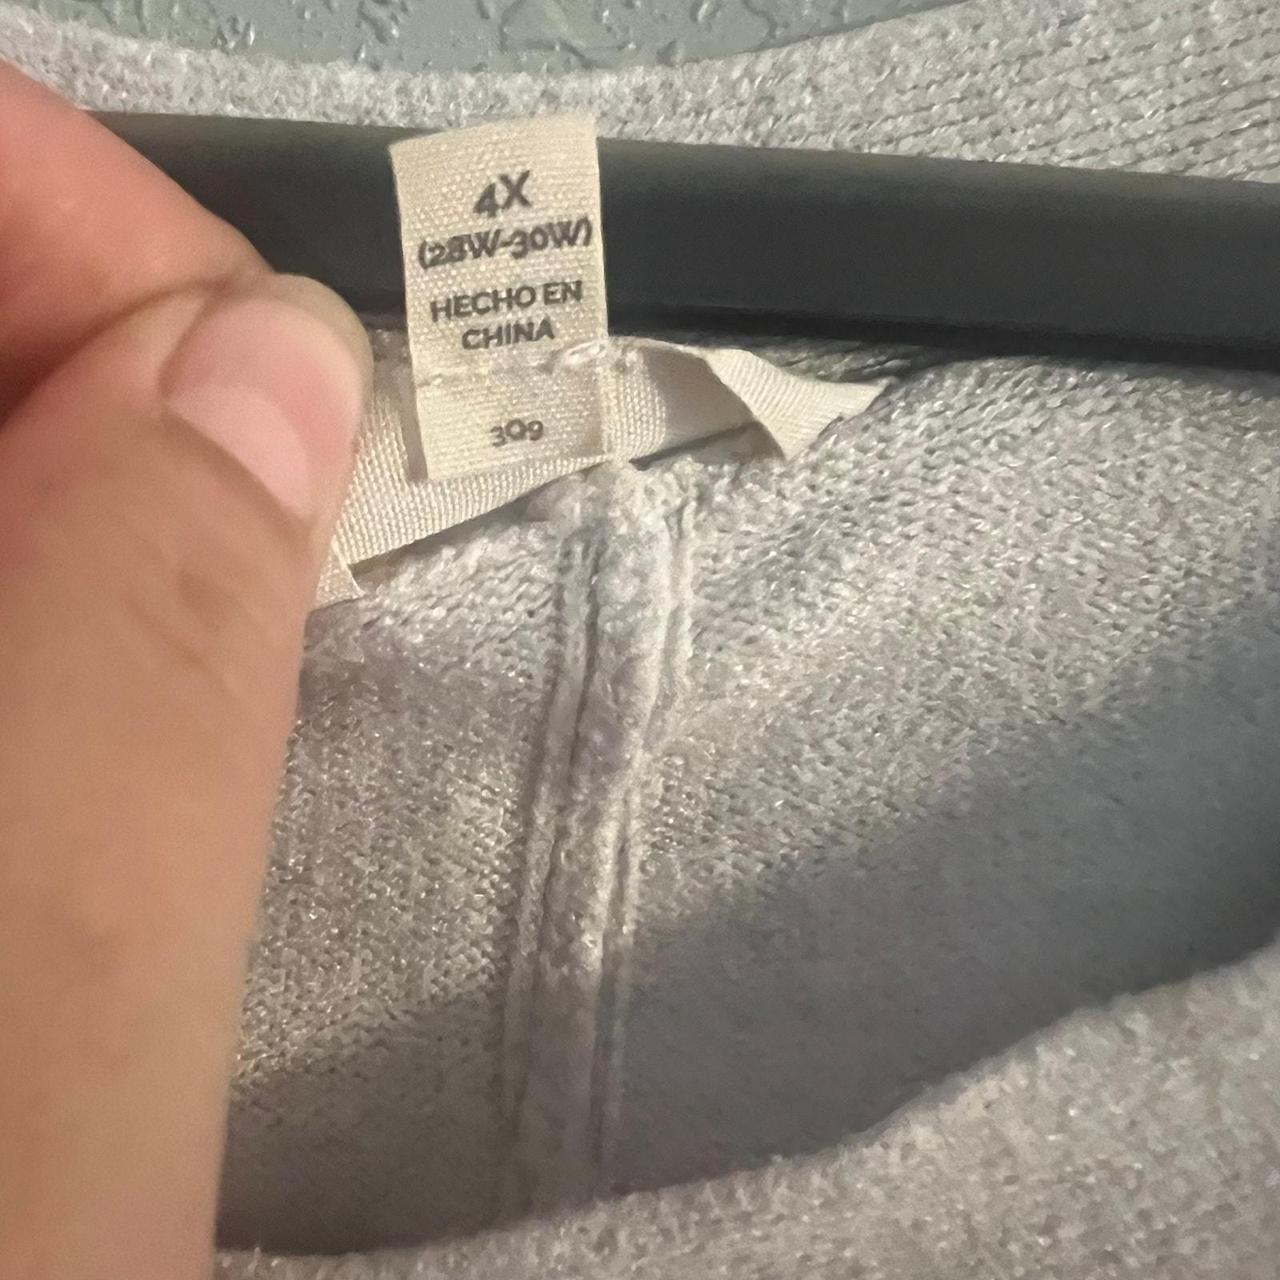 4X
(28W-30W)
HECHO EN
CHINA
309